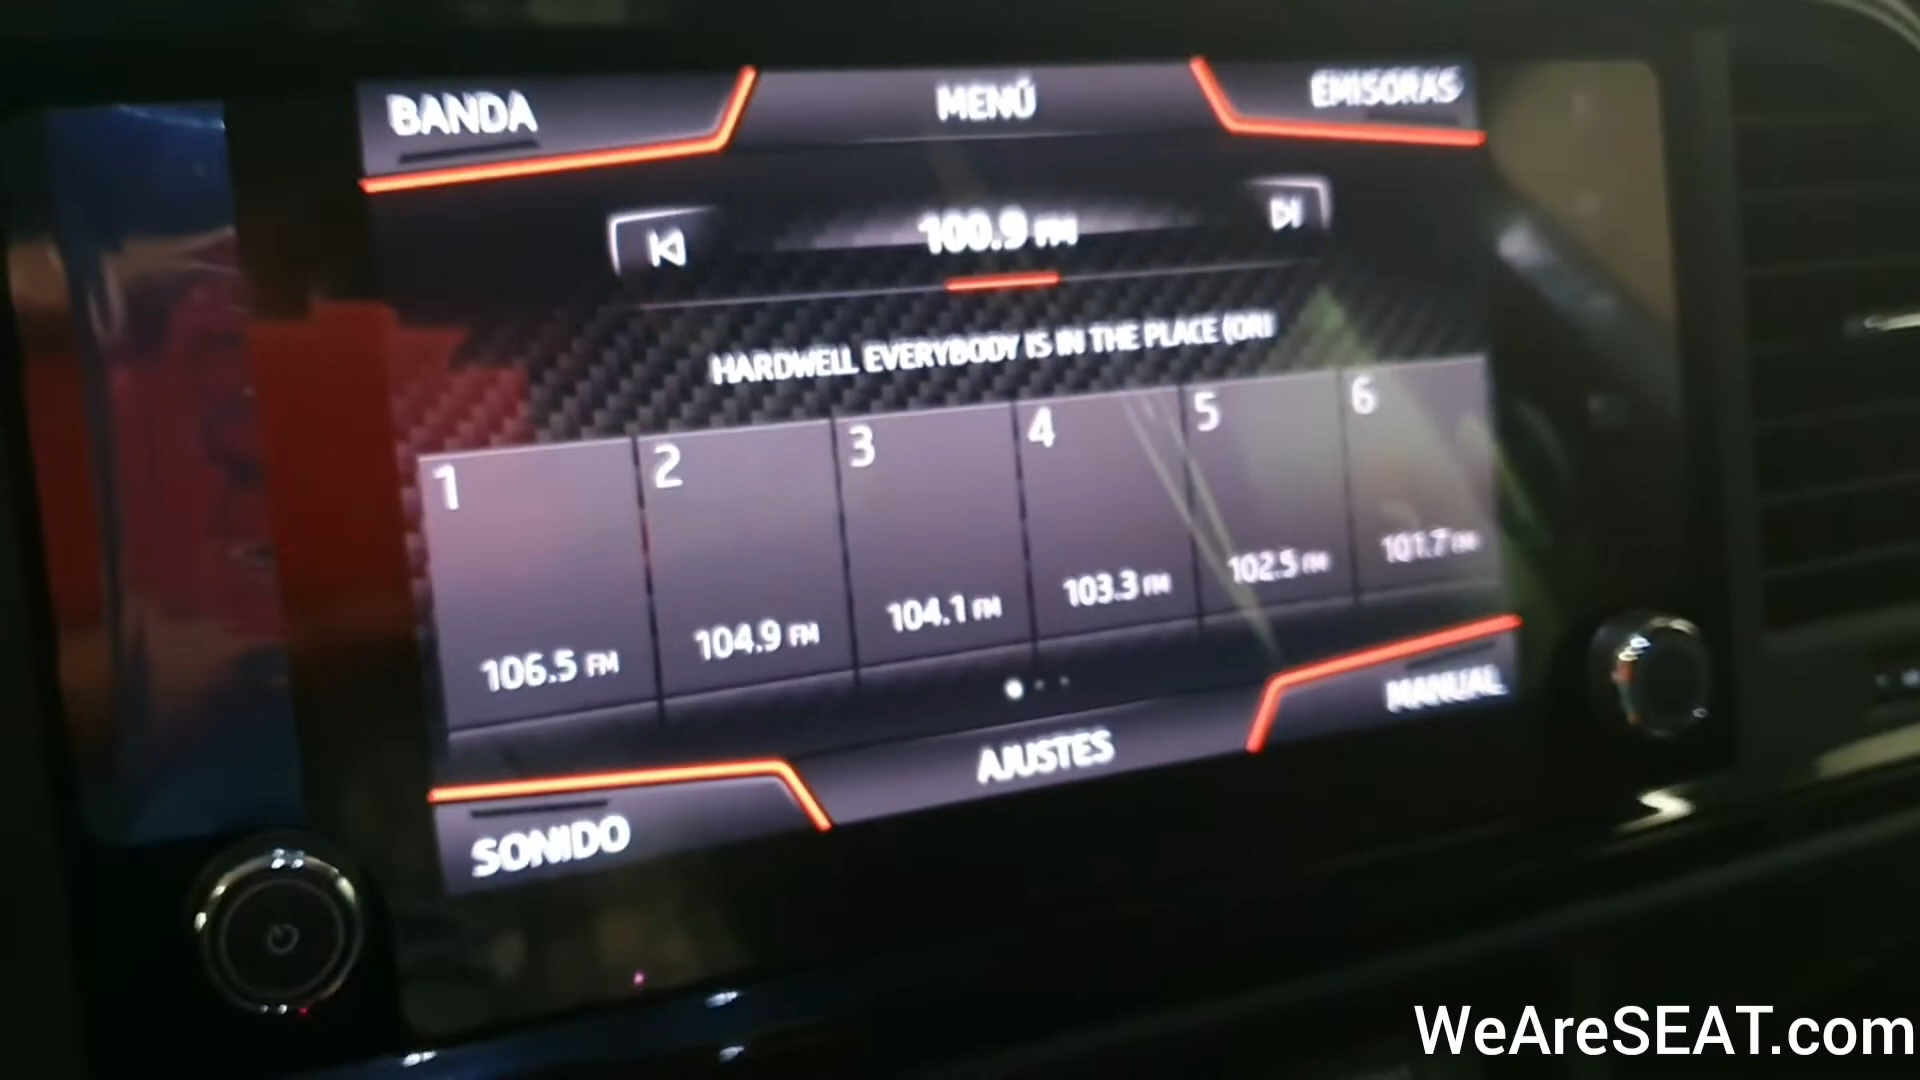 BANDA
MENÚ
EMISORAS
100.9 FM
HARDWELL EVERYBODY IS IN THE PLACE (ORI
1
2
3
4
5
6
106.5 FM
104.9 FM
104.1 FM
103.3 FM
102.5 FM
101.7 FM
SONIDO
AJUSTES
MANUAL
WeAreSEAT.com